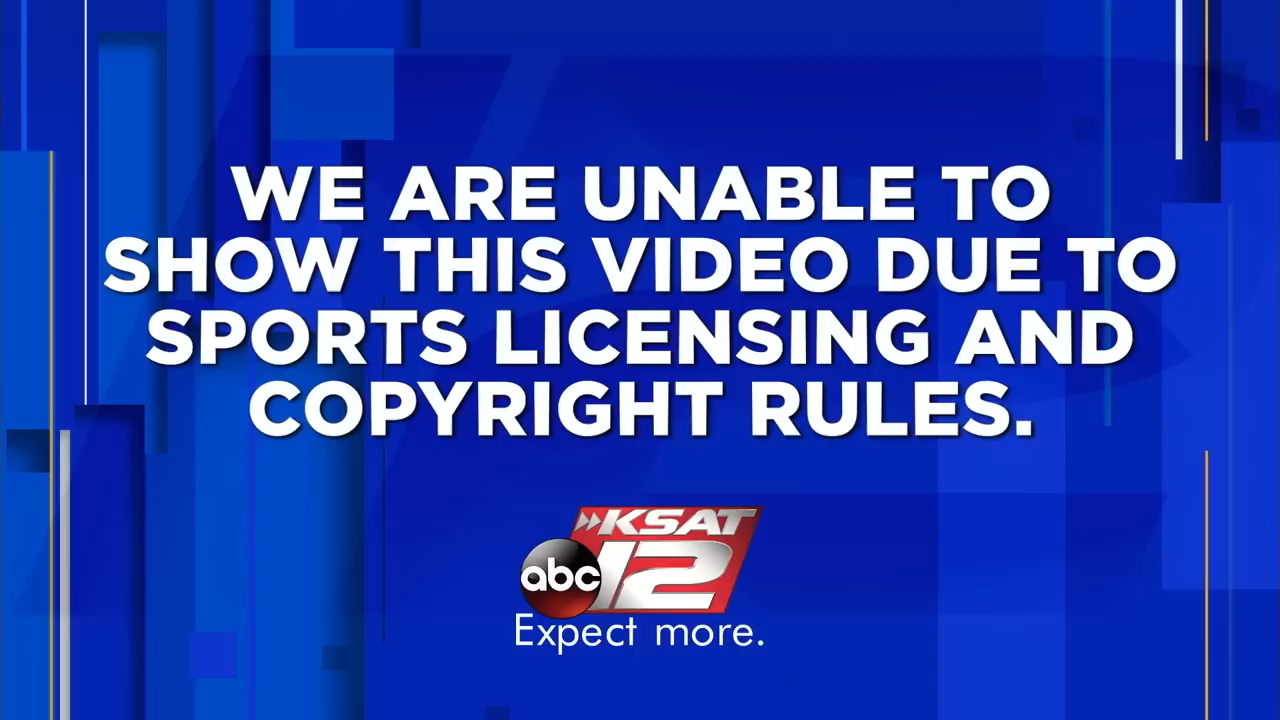 WE ARE UNABLE TO
SHOW THIS VIDEO DUE TO
SPORTS LICENSING AND
COPYRIGHT RULES.
KSAT
abc 12
Expect more.